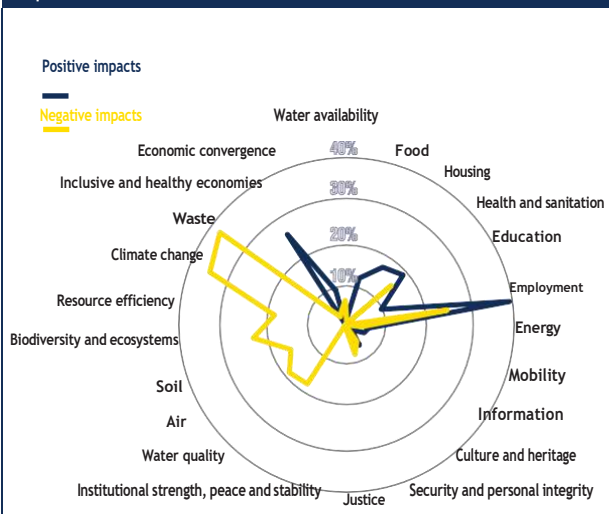 Positive impacts
Negative impacts
Water availability
Economic convergence
40%
Food
Housing
Inclusive and healthy economies
30%
Health and sanitation
Waste
20%
Education
Climate change
10%
Employment
Resource efficiency
Energy
Biodiversity and ecosystems
Mobility
Soil
Information
Air
Water quality
Culture and heritage
Institutional strength, peace and stability
Justice
Security and personal integrity